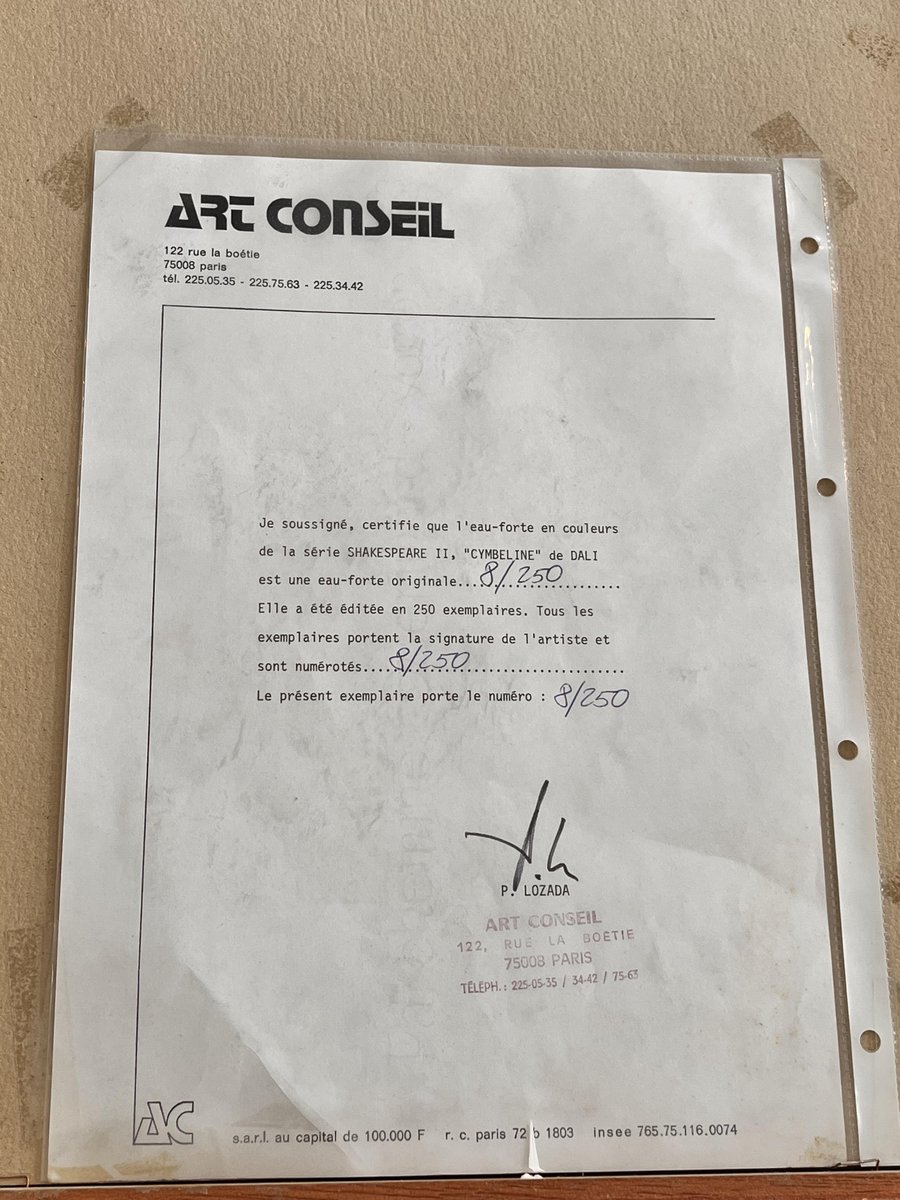 ART CONSEIL
122 rue la boétie
75008 paris
tél. 225.05.35 - 225.75.63 - 225.34.42
Je soussigné, certifie que l'eau-forte en couleurs
de la série SHAKESPEARE II, "CYMBELINE" de DALI
est une eau-forte originale...8/250......
Elle a été éditée en 250 exemplaires. Tous les
exemplaires portent la signature de l'artiste et
sont numérotés....8/250......................
Le présent exemplaire porte le numéro : 8/250
P. LOZADA
ART CONSEIL
122, RUE LA BOÉTIE
75008 PARIS
TÉLÉPH. : 225-05-35 / 34-42 / 75-63
AC
s.a.r.l. au capital de 100.000 F r. c. paris 72 b 1803 insee 765.75.116.0074